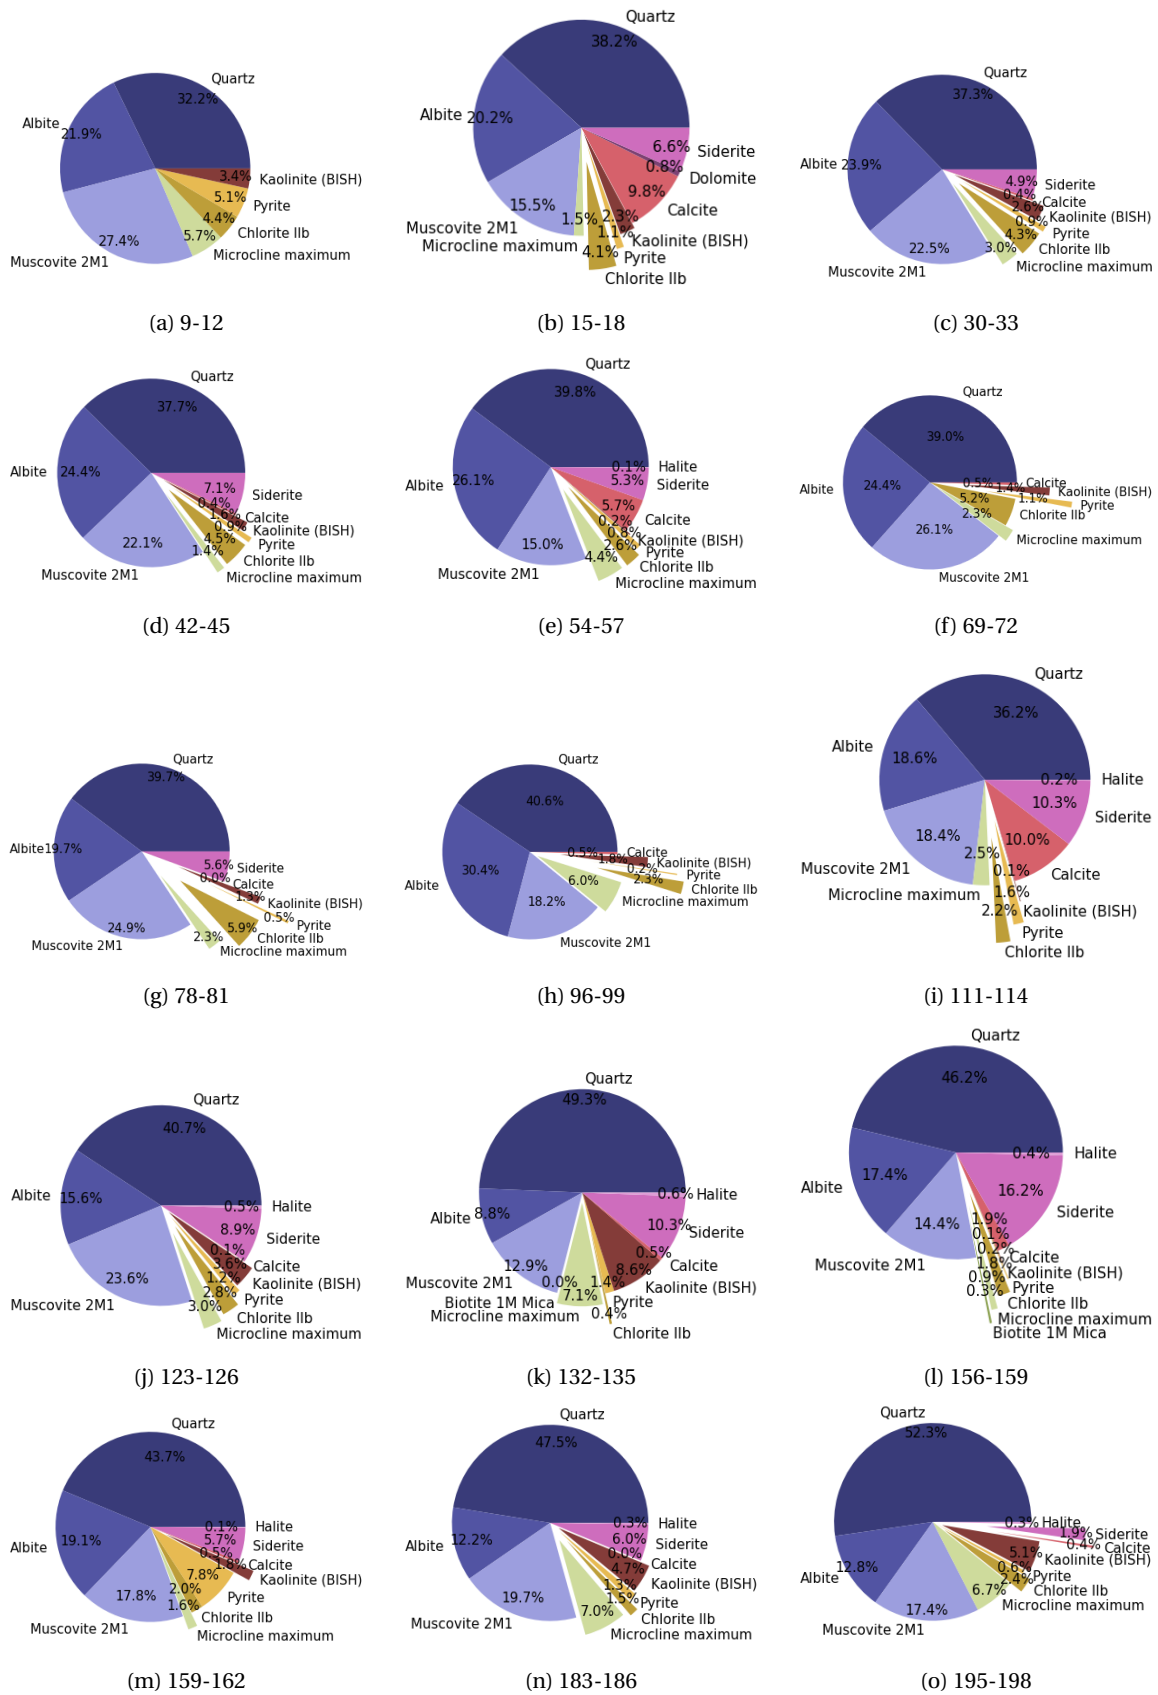 Quartz
32.2%
Albite
21.9%
27.4%
Muscovite 2M1
3.4%
Kaolinite (BISH)
5.1%
Pyrite
4.4%
Chlorite IIb
5.7%
Microcline maximum
(a) 9-12
Quartz
38.2%
Albite
20.2%
15.5%
Muscovite 2M1
1.5%
Microcline maximum
6.6%
Siderite
0.8%
Dolomite
9.8%
Calcite
2.3%
Kaolinite (BISH)
1.1%
Pyrite
4.1%
Chlorite IIb
(b) 15-18
Quartz
37.3%
Albite
23.9%
22.5%
Muscovite 2M1
4.9%
Siderite
0.4%
Calcite
2.6%
Kaolinite (BISH)
0.9%
Pyrite
4.3%
Chlorite IIb
3.0%
Microcline maximum
(c) 30-33
Quartz
37.7%
Albite
24.4%
22.1%
Muscovite 2M1
7.1%
Siderite
0.4%
Calcite
1.6%
Kaolinite (BISH)
0.9%
Pyrite
4.5%
Chlorite IIb
1.4%
Microcline maximum
(d) 42-45
Quartz
39.8%
Albite
26.1%
15.0%
Muscovite 2M1
0.1%
Halite
5.3%
Siderite
5.7%
Calcite
0.2%
Kaolinite (BISH)
0.8%
Pyrite
2.6%
Chlorite IIb
4.4%
Microcline maximum
(e) 54-57
Quartz
39.0%
Albite
24.4%
26.1%
Muscovite 2M1
0.5%
Calcite
1.4%
Kaolinite (BISH)
1.1%
Pyrite
5.2%
Chlorite IIb
2.3%
Microcline maximum
(f) 69-72
Quartz
39.7%
Albite
19.7%
24.9%
Muscovite 2M1
5.6%
Siderite
0.0%
Calcite
1.3%
Kaolinite (BISH)
0.5%
Pyrite
5.9%
Chlorite IIb
2.3%
Microcline maximum
(g) 78-81
Quartz
40.6%
Albite
30.4%
18.2%
Muscovite 2M1
0.5%
Calcite
1.8%
Kaolinite (BISH)
0.2%
Pyrite
2.3%
Chlorite IIb
6.0%
Microcline maximum
(h) 96-99
Quartz
36.2%
Albite
18.6%
18.4%
Muscovite 2M1
2.5%
Microcline maximum
0.2%
Halite
10.3%
Siderite
10.0%
Calcite
0.1%
Kaolinite (BISH)
1.6%
Pyrite
2.2%
Chlorite IIb
(i) 111-114
Quartz
40.7%
Albite
15.6%
23.6%
Muscovite 2M1
0.5%
Halite
8.9%
Siderite
0.1%
Calcite
3.6%
Kaolinite (BISH)
1.2%
Pyrite
2.8%
Chlorite IIb
3.0%
Microcline maximum
(j) 123-126
Quartz
49.3%
Albite
8.8%
12.9%
Muscovite 2M1
0.0%
Biotite 1M Mica
7.1%
Microcline maximum
0.6%
Halite
10.3%
Siderite
0.5%
Calcite
8.6%
Kaolinite (BISH)
1.4%
Pyrite
0.4%
Chlorite IIb
(k) 132-135
Quartz
46.2%
Albite
17.4%
14.4%
Muscovite 2M1
0.4%
Halite
16.2%
Siderite
1.9%
Calcite
0.1%
Kaolinite (BISH)
0.2%
Pyrite
1.8%
Chlorite IIb
0.9%
Microcline maximum
0.3%
Biotite 1M Mica
(l) 156-159
Quartz
43.7%
Albite
19.1%
17.8%
Muscovite 2M1
0.1%
Halite
5.7%
Siderite
0.5%
Calcite
1.8%
Kaolinite (BISH)
7.8%
Pyrite
2.0%
Chlorite IIb
1.6%
Microcline maximum
(m) 159-162
Quartz
47.5%
Albite
12.2%
19.7%
Muscovite 2M1
0.3%
Halite
6.0%
Siderite
0.0%
Calcite
4.7%
Kaolinite (BISH)
1.3%
Pyrite
1.5%
Chlorite IIb
7.0%
Microcline maximum
(n) 183-186
Quartz
52.3%
Albite
12.8%
17.4%
Muscovite 2M1
0.3%
Halite
1.9%
Siderite
0.4%
Calcite
5.1%
Kaolinite (BISH)
0.6%
Pyrite
2.4%
Chlorite IIb
6.7%
Microcline maximum
(o) 195-198